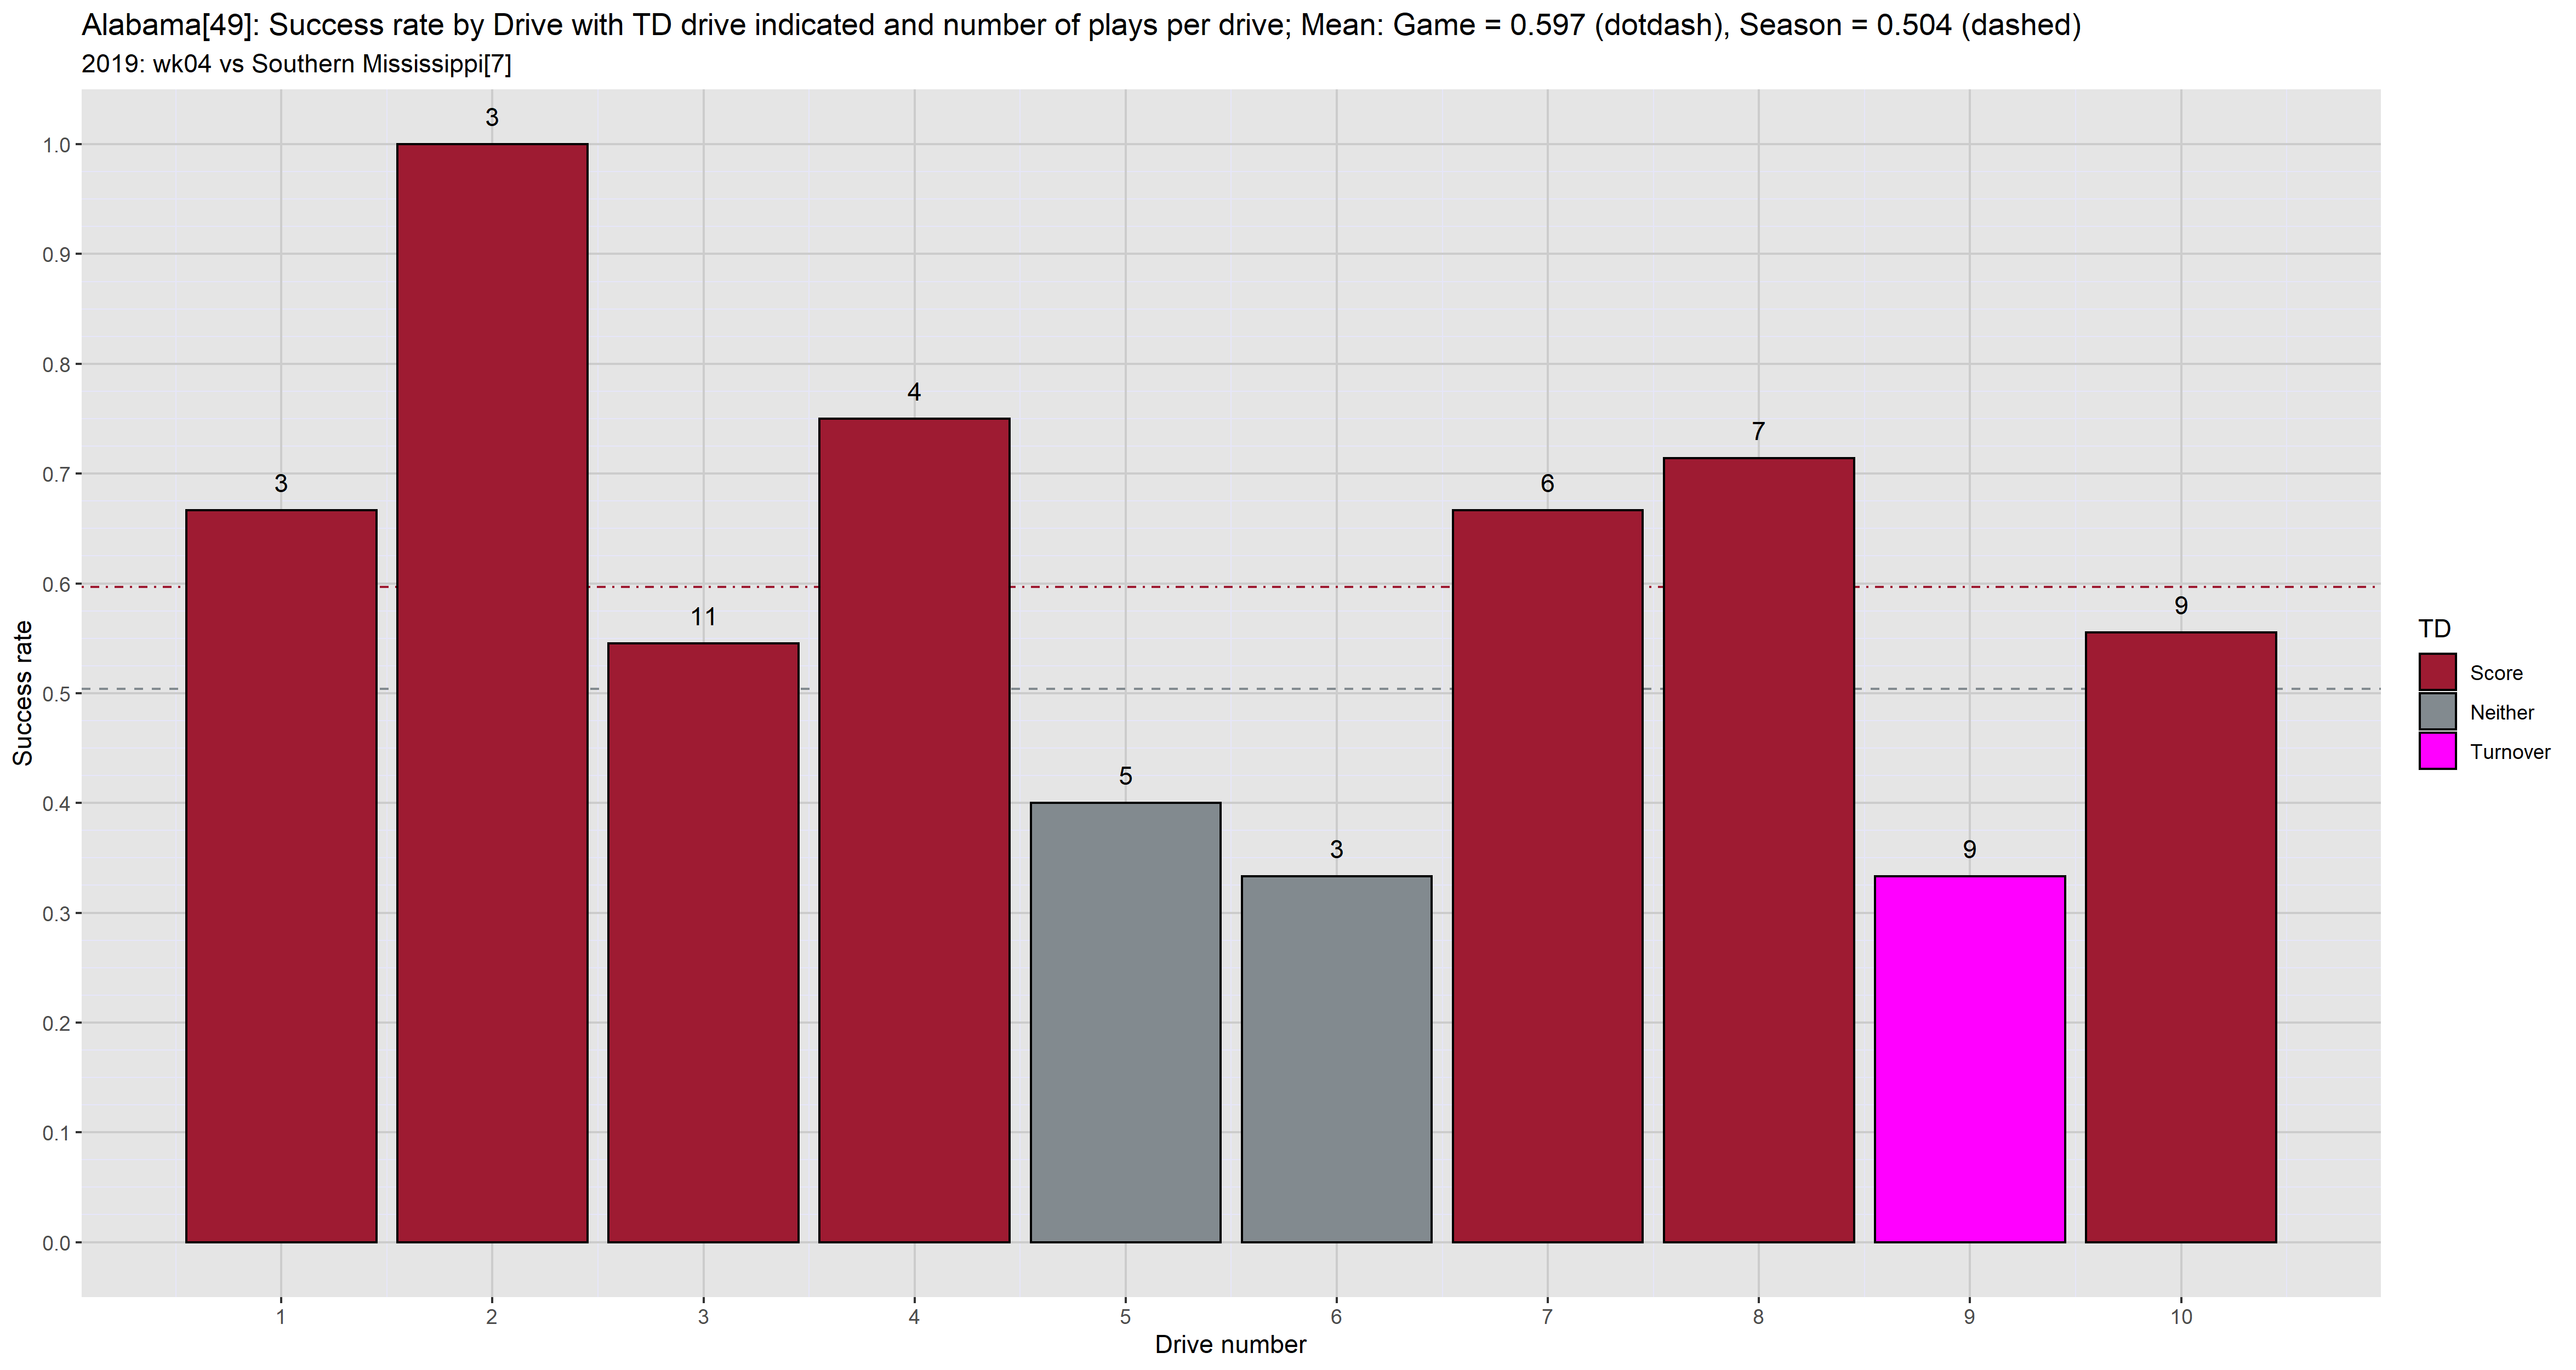 Alabama[49]: Success rate by Drive with TD drive indicated and number of plays per drive; Mean: Game = 0.597 (dotdash), Season = 0.504 (dashed)
2019: wk04 vs Southern Mississippi[7]
Success rate
1.0
0.9
0.8
0.7
0.6
0.5
0.4
0.3
0.2
0.1
0.0
3
3
11
4
5
3
6
7
9
9
1 2 3 4 5 6 7 8 9 10
Drive number
TD
Score
Neither
Turnover